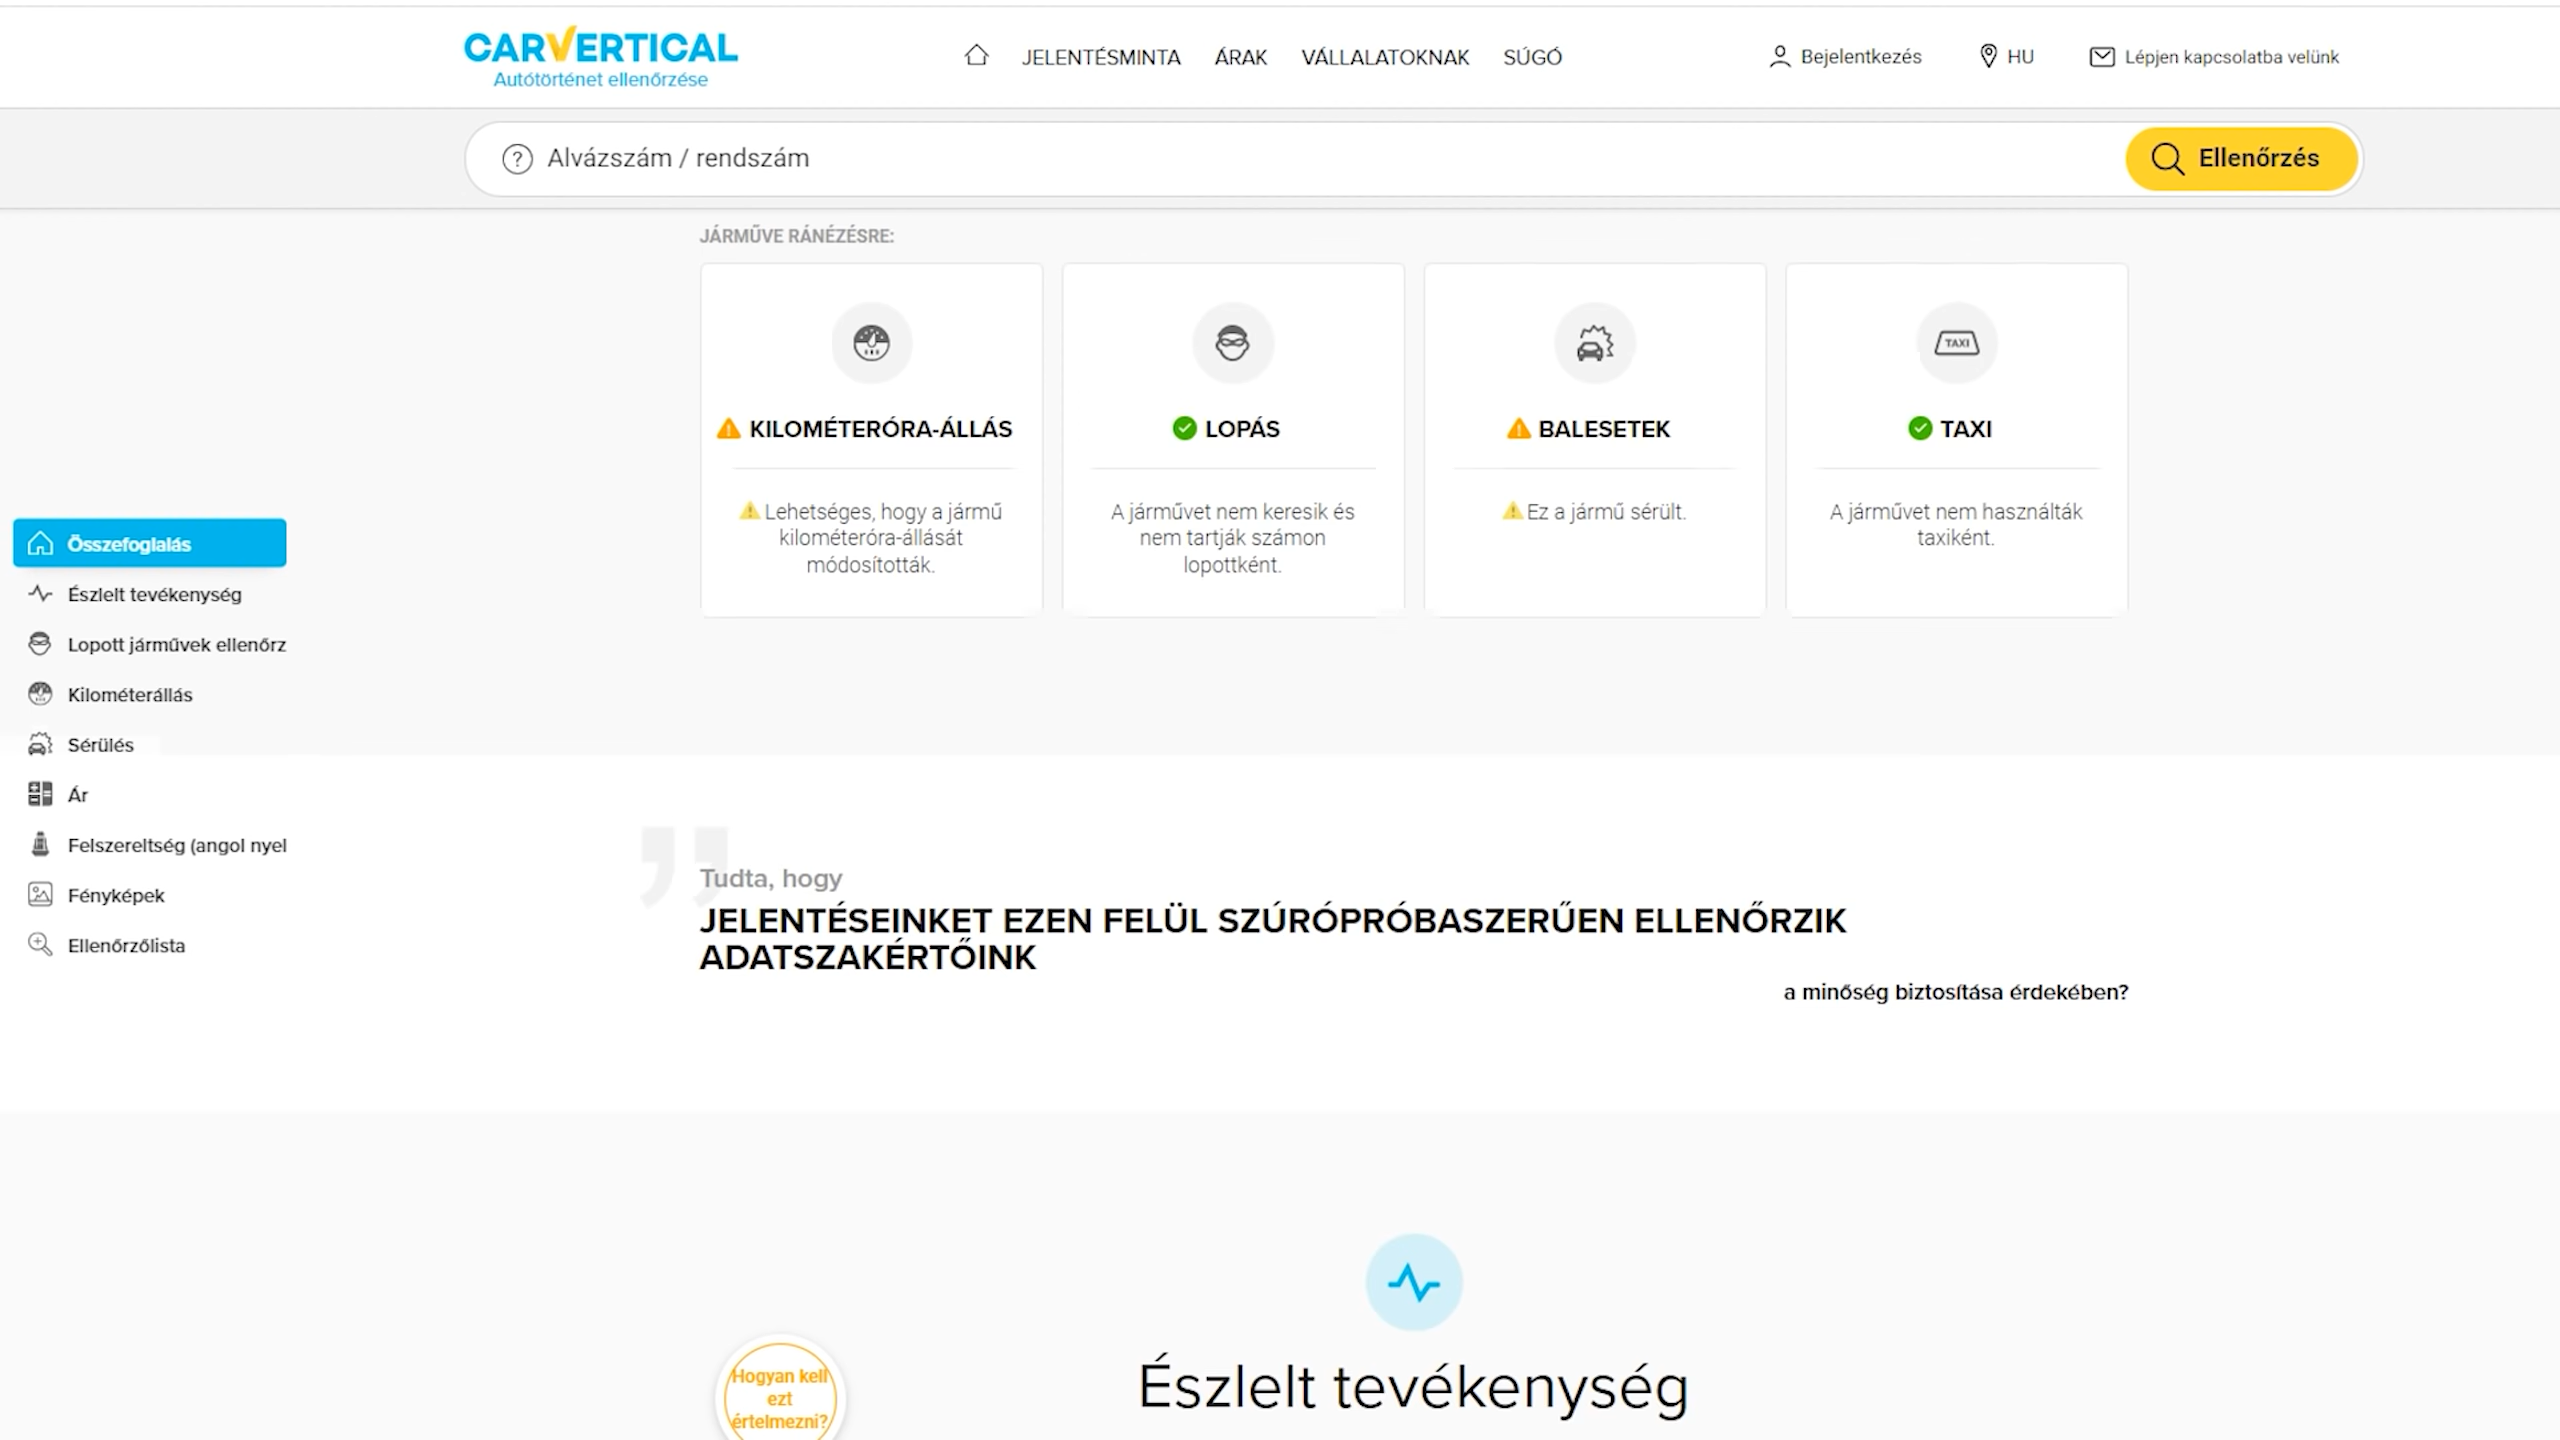 CARVERTICAL
Autótörténet ellenőrzése
JELENTÉSMINTA ÁRAK VÁLLALATOKNAK SÚGÓ
Bejelentkezés HU Lépjen kapcsolatba velünk
? Alvázszám / rendszám
Ellenőrzés
JÁRMŰVE RÁNÉZÉSRE:
KILOMÉTERÓRA-ÁLLÁS
Lehetséges, hogy a jármű
kilométeróra-állását
módosították.
LOPÁS
A járművet nem keresik és
nem tartják számon
lopottként.
BALESETEK
Ez a jármű sérült.
TAXI
TAXI
A járművet nem használták
taxiként.
Összefoglalás
Észlelt tevékenység
Lopott járművek ellenőrz
Kilométerállás
Sérülés
Ár
Felszereltség (angol nyel
Fényképek
Ellenőrzőlista
Tudta, hogy
JELENTÉSEINKET EZEN FELÜL SZÚRÓPRÓBASZERŰEN ELLENŐRZIK
ADATSZAKÉRTŐINK
a minőség biztosítása érdekében?
Észlelt tevékenység
Hogyan kell
ezt
értelmezni?